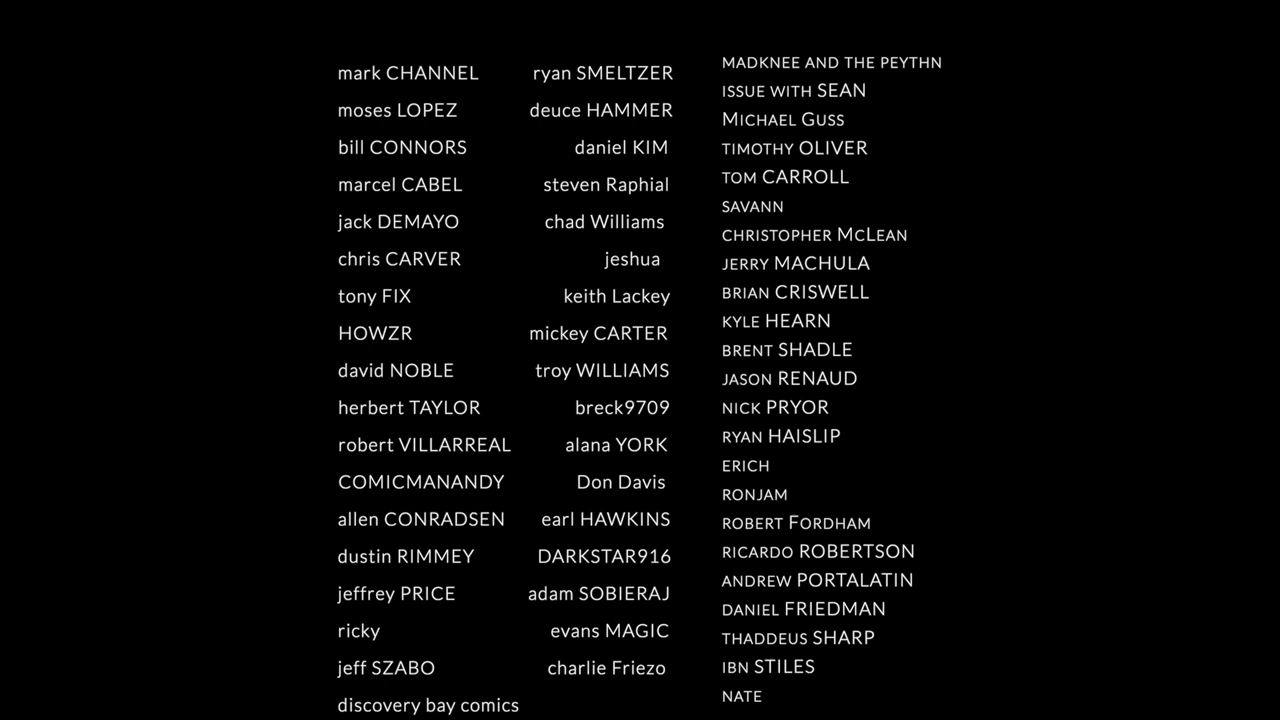 mark CHANNEL
moses LOPEZ
bill CONNORS
marcel CABEL
jack DEMAYO
chris CARVER
tony FIX
HOWZR
david NOBLE
herbert TAYLOR
robert VILLARREAL
COMICMANANDY
allen CONRADSEN
dustin RIMMEY
jeffrey PRICE
ricky
jeff SZABO
discovery bay comics
ryan SMELTZER
deuce HAMMER
daniel KIM
steven Raphial
chad Williams
jeshua
keith Lackey
mickey CARTER
troy WILLIAMS
breck9709
alana YORK
Don Davis
earl HAWKINS
DARKSTAR916
adam SOBIERAJ
evans MAGIC
charlie Friezo
MADKNEE AND THE PEYTHN
ISSUE WITH SEAN
MICHAEL GUSS
TIMOTHY OLIVER
TOM CARROLL
SAVANN
CHRISTOPHER MCLEAN
JERRY MACHULA
BRIAN CRISWELL
KYLE HEARN
BRENT SHADLE
JASON RENAUD
NICK PRYOR
RYAN HAISLIP
ERICH
RONJAM
ROBERT FORDHAM
RICARDO ROBERTSON
ANDREW PORTALATIN
DANIEL FRIEDMAN
THADDEUS SHARP
IBN STILES
NATE